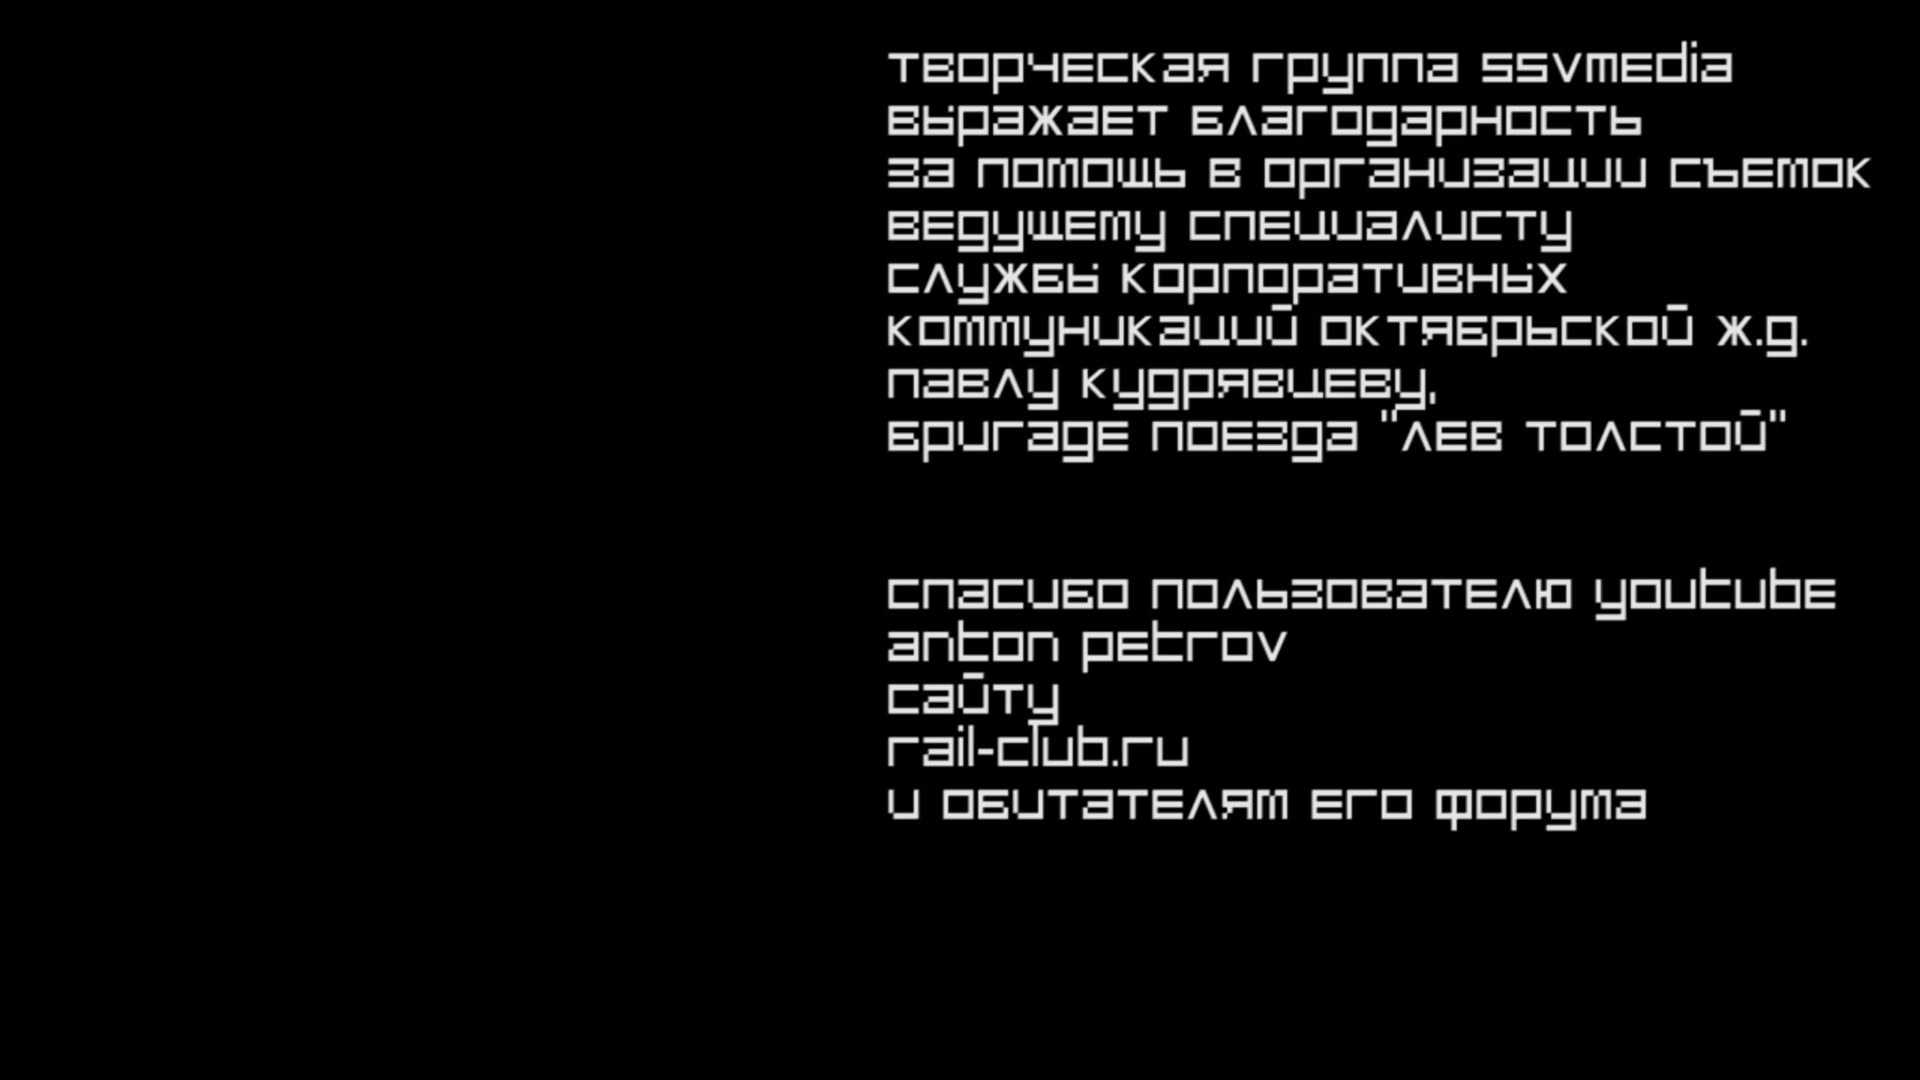 творческая группа ssvmedia
выражает благодарность
за помощь в организации съемок
ведущему специалисту
службы корпоративных
коммуникаций октябрьской ж.д.
павлу кудрявцеву,
бригаде поезда "лев толстой"
спасибо пользователю youtube
anton petrov
сайту
rail-club.ru
и обитателям его форума